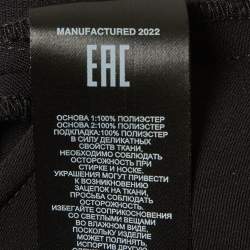 MANUFACTURED 2022
EAC
ОСНОВА 1:100% ПОЛИЭСТЕР
ОСНОВА 2:100% ПОЛИЭСТЕР
ПОДКЛАДКА:100% ПОЛИЭСТЕР
В СИЛУ ДЕЛИКАТНЫХ
СВОЙСТВ ТКАНИ,
НЕОБХОДИМО СОБЛЮДАТЬ
ОСТОРОЖНОСТЬ ПРИ
СТИРКЕ И НОСКЕ.
УКРАШЕНИЯ МОГУТ ПРИВЕСТИ
К ВОЗНИКНОВЕНИЮ
ЗАЦЕПОК НА ТКАНИ,
ПРОСЬБА СОБЛЮДАТЬ
ОСТОРОЖНОСТЬ.
ИЗБЕГАЙТЕ СОПРИКОСНОВЕНИЯ
СО СВЕТЛЫМИ ВЕЩАМИ
ВО ВЛАЖНОМ ВИДЕ,
ПОСКОЛЬКУ ИЗДЕЛИЕ
МОЖЕТ ПОЛИНЯТЬ,
ИСПОРТИВ ДРУГУЮ